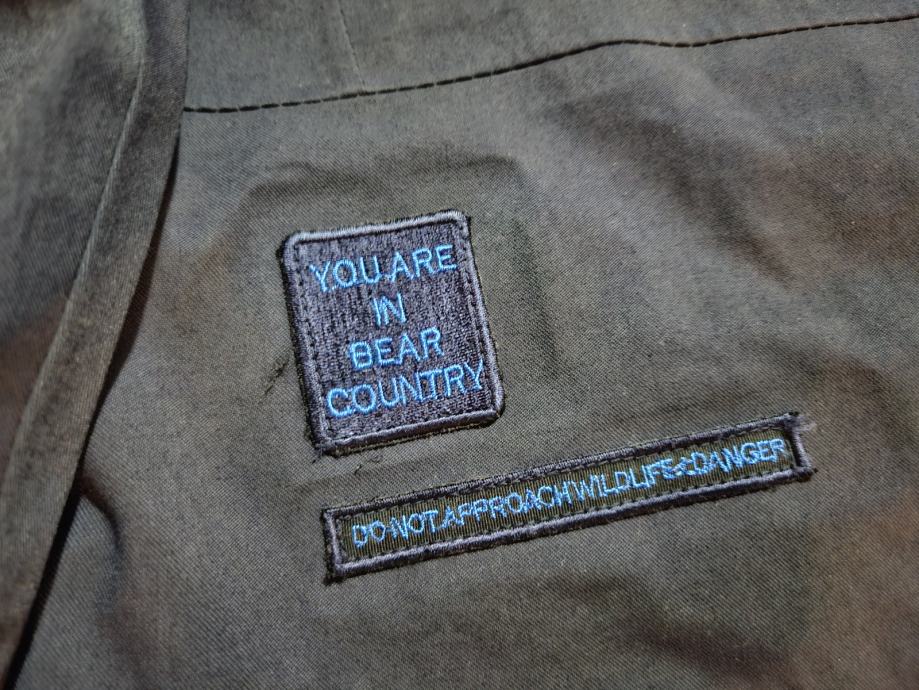 YOU ARE
IN
BEAR
COUNTRY
DO NOT APPROACH WILDLIFE & DANGER